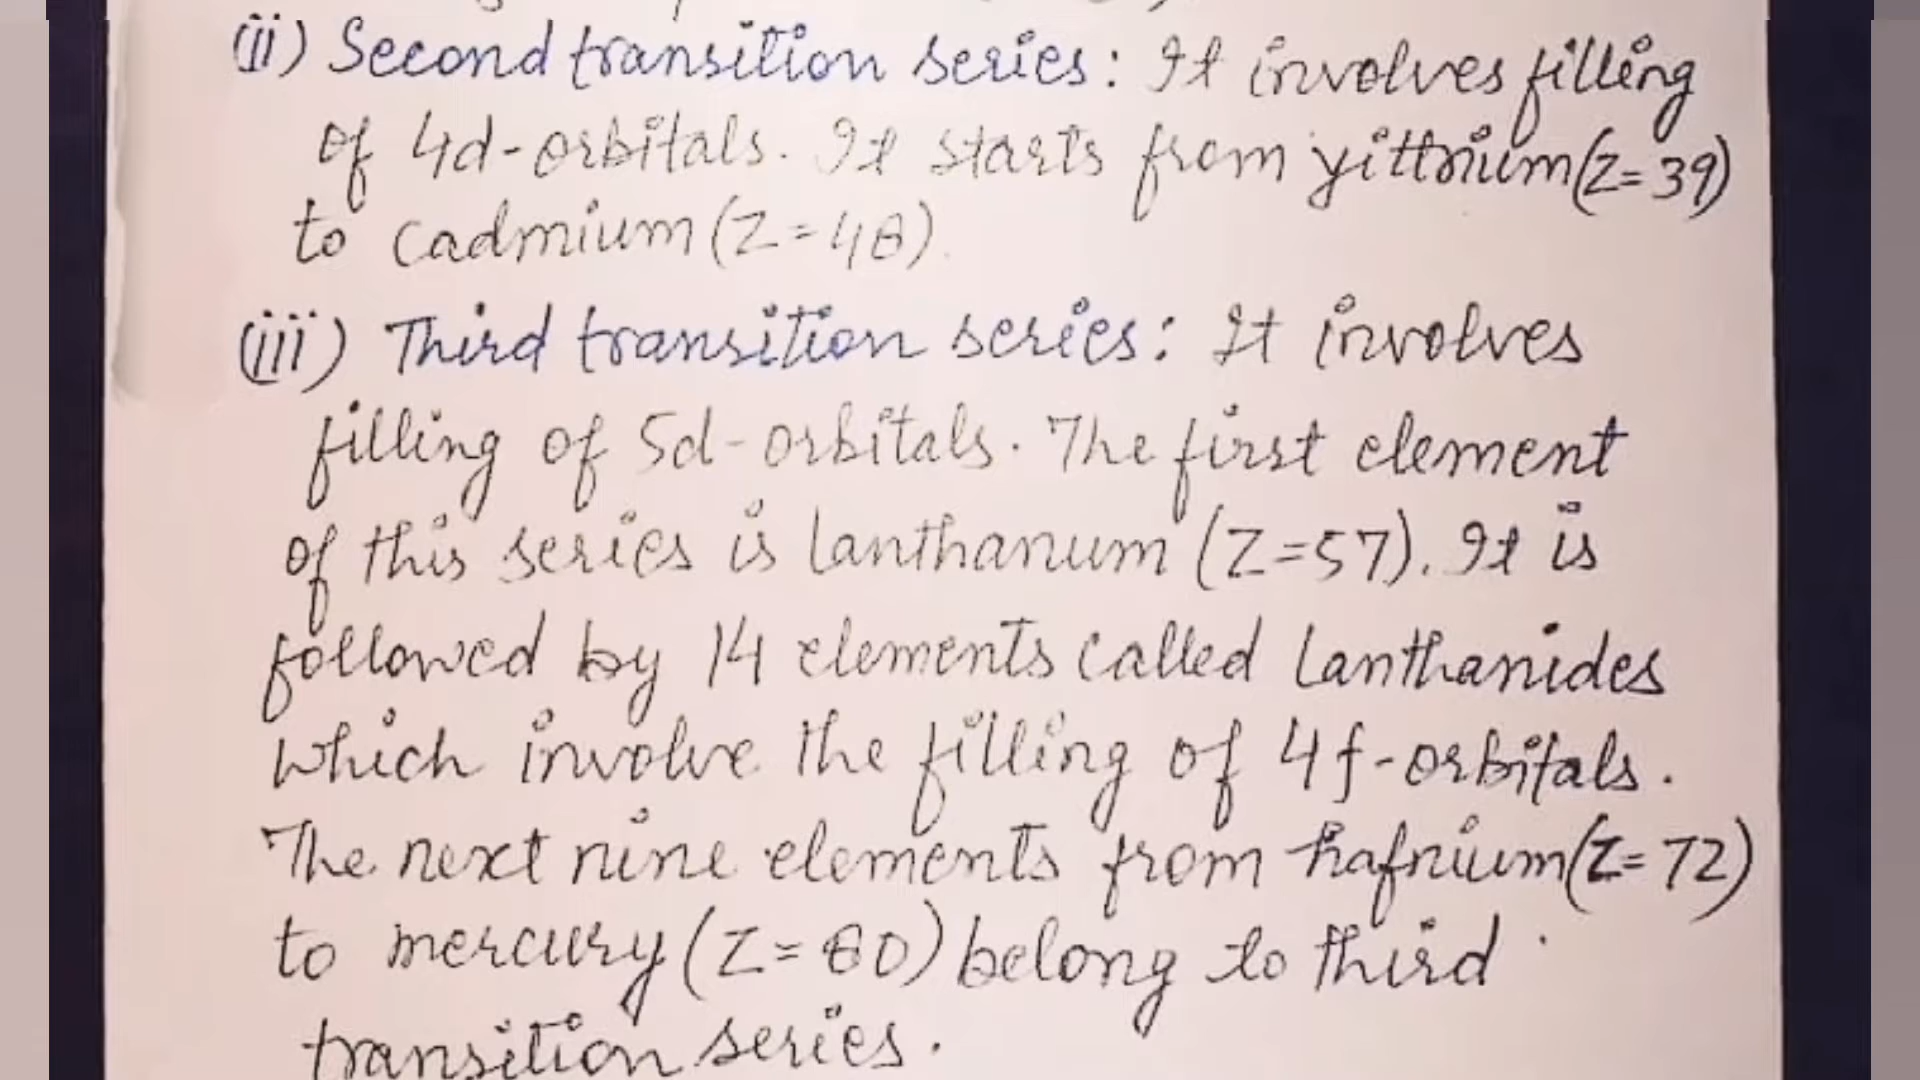 (ii) Second transition series: It involves filling
of 4d-orbitals. It starts from yittrium(Z=39)
to cadmium(Z=48).
(iii) Third transition series: It involves
filling of 5d-orbitals. The first element
of this series is lanthanum (Z=57). It is
followed by 14 elements called lanthanides
which involve the filling of 4f-orbitals.
The next nine elements from hafnium(Z=72)
to mercury(Z=80) belong to third
transition series.